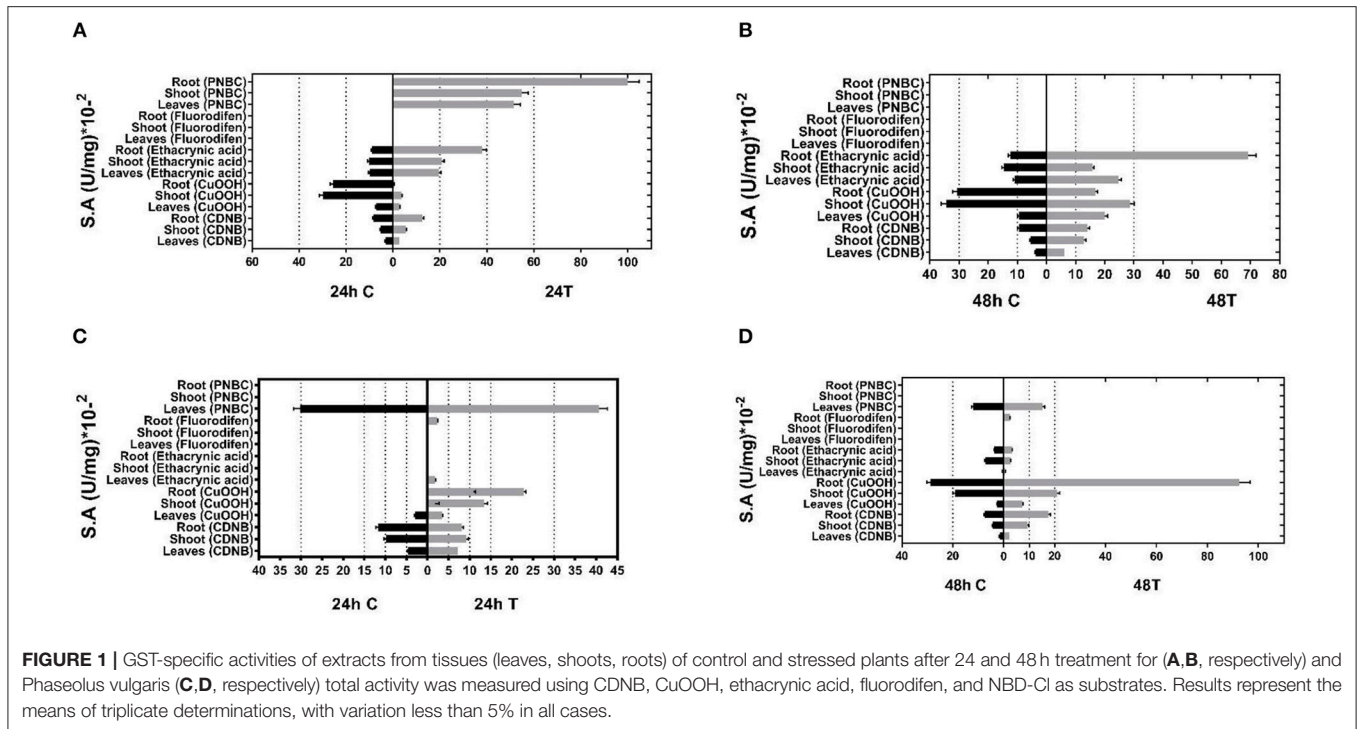 A
S.A (U/mg)*10-²
Root (PNBC)
Shoot (PNBC)
Leaves (PNBC)
Root (Fluorodifen)
Shoot (Fluorodifen)
Leaves (Fluorodifen)
Root (Ethacrynic acid)
Shoot (Ethacrynic acid)
Leaves (Ethacrynic acid)
Root (CuOOH)
Shoot (CuOOH)
Leaves (CuOOH)
Root (CDNB)
Shoot (CDNB)
Leaves (CDNB)
60 40 20 0 20 40 60 80 100
24h C 24T
B
S.A (U/mg)*10-²
Root (PNBC)
Shoot (PNBC)
Leaves (PNBC)
Root (Fluorodifen)
Shoot (Fluorodifen)
Leaves (Fluorodifen)
Root (Ethacrynic acid)
Shoot (Ethacrynic acid)
Leaves (Ethacrynic acid)
Root (CuOOH)
Shoot (CuOOH)
Leaves (CuOOH)
Root (CDNB)
Shoot (CDNB)
Leaves (CDNB)
40 30 20 10 0 10 20 30 40 50 60 70 80
48h C 48T
C
S.A (U/mg)*10-²
Root (PNBC)
Shoot (PNBC)
Leaves (PNBC)
Root (Fluorodifen)
Shoot (Fluorodifen)
Leaves (Fluorodifen)
Root (Ethacrynic acid)
Shoot (Ethacrynic acid)
Leaves (Ethacrynic acid)
Root (CuOOH)
Shoot (CuOOH)
Leaves (CuOOH)
Root (CDNB)
Shoot (CDNB)
Leaves (CDNB)
40 35 30 25 20 15 10 5 0 5 10 15 20 25 30 35 40 45
24h C 24h T
D
S.A (U/mg)*10-²
Root (PNBC)
Shoot (PNBC)
Leaves (PNBC)
Root (Fluorodifen)
Shoot (Fluorodifen)
Leaves (Fluorodifen)
Root (Ethacrynic acid)
Shoot (Ethacrynic acid)
Leaves (Ethacrynic acid)
Root (CuOOH)
Shoot (CuOOH)
Leaves (CuOOH)
Root (CDNB)
Shoot (CDNB)
Leaves (CDNB)
40 20 0 10 20 40 60 80 100
48h C 48T
FIGURE 1 | GST-specific activities of extracts from tissues (leaves, shoots, roots) of control and stressed plants after 24 and 48 h treatment for (A,B, respectively) and
Phaseolus vulgaris (C,D, respectively) total activity was measured using CDNB, CuOOH, ethacrynic acid, fluorodifen, and NBD-Cl as substrates. Results represent the
means of triplicate determinations, with variation less than 5% in all cases.